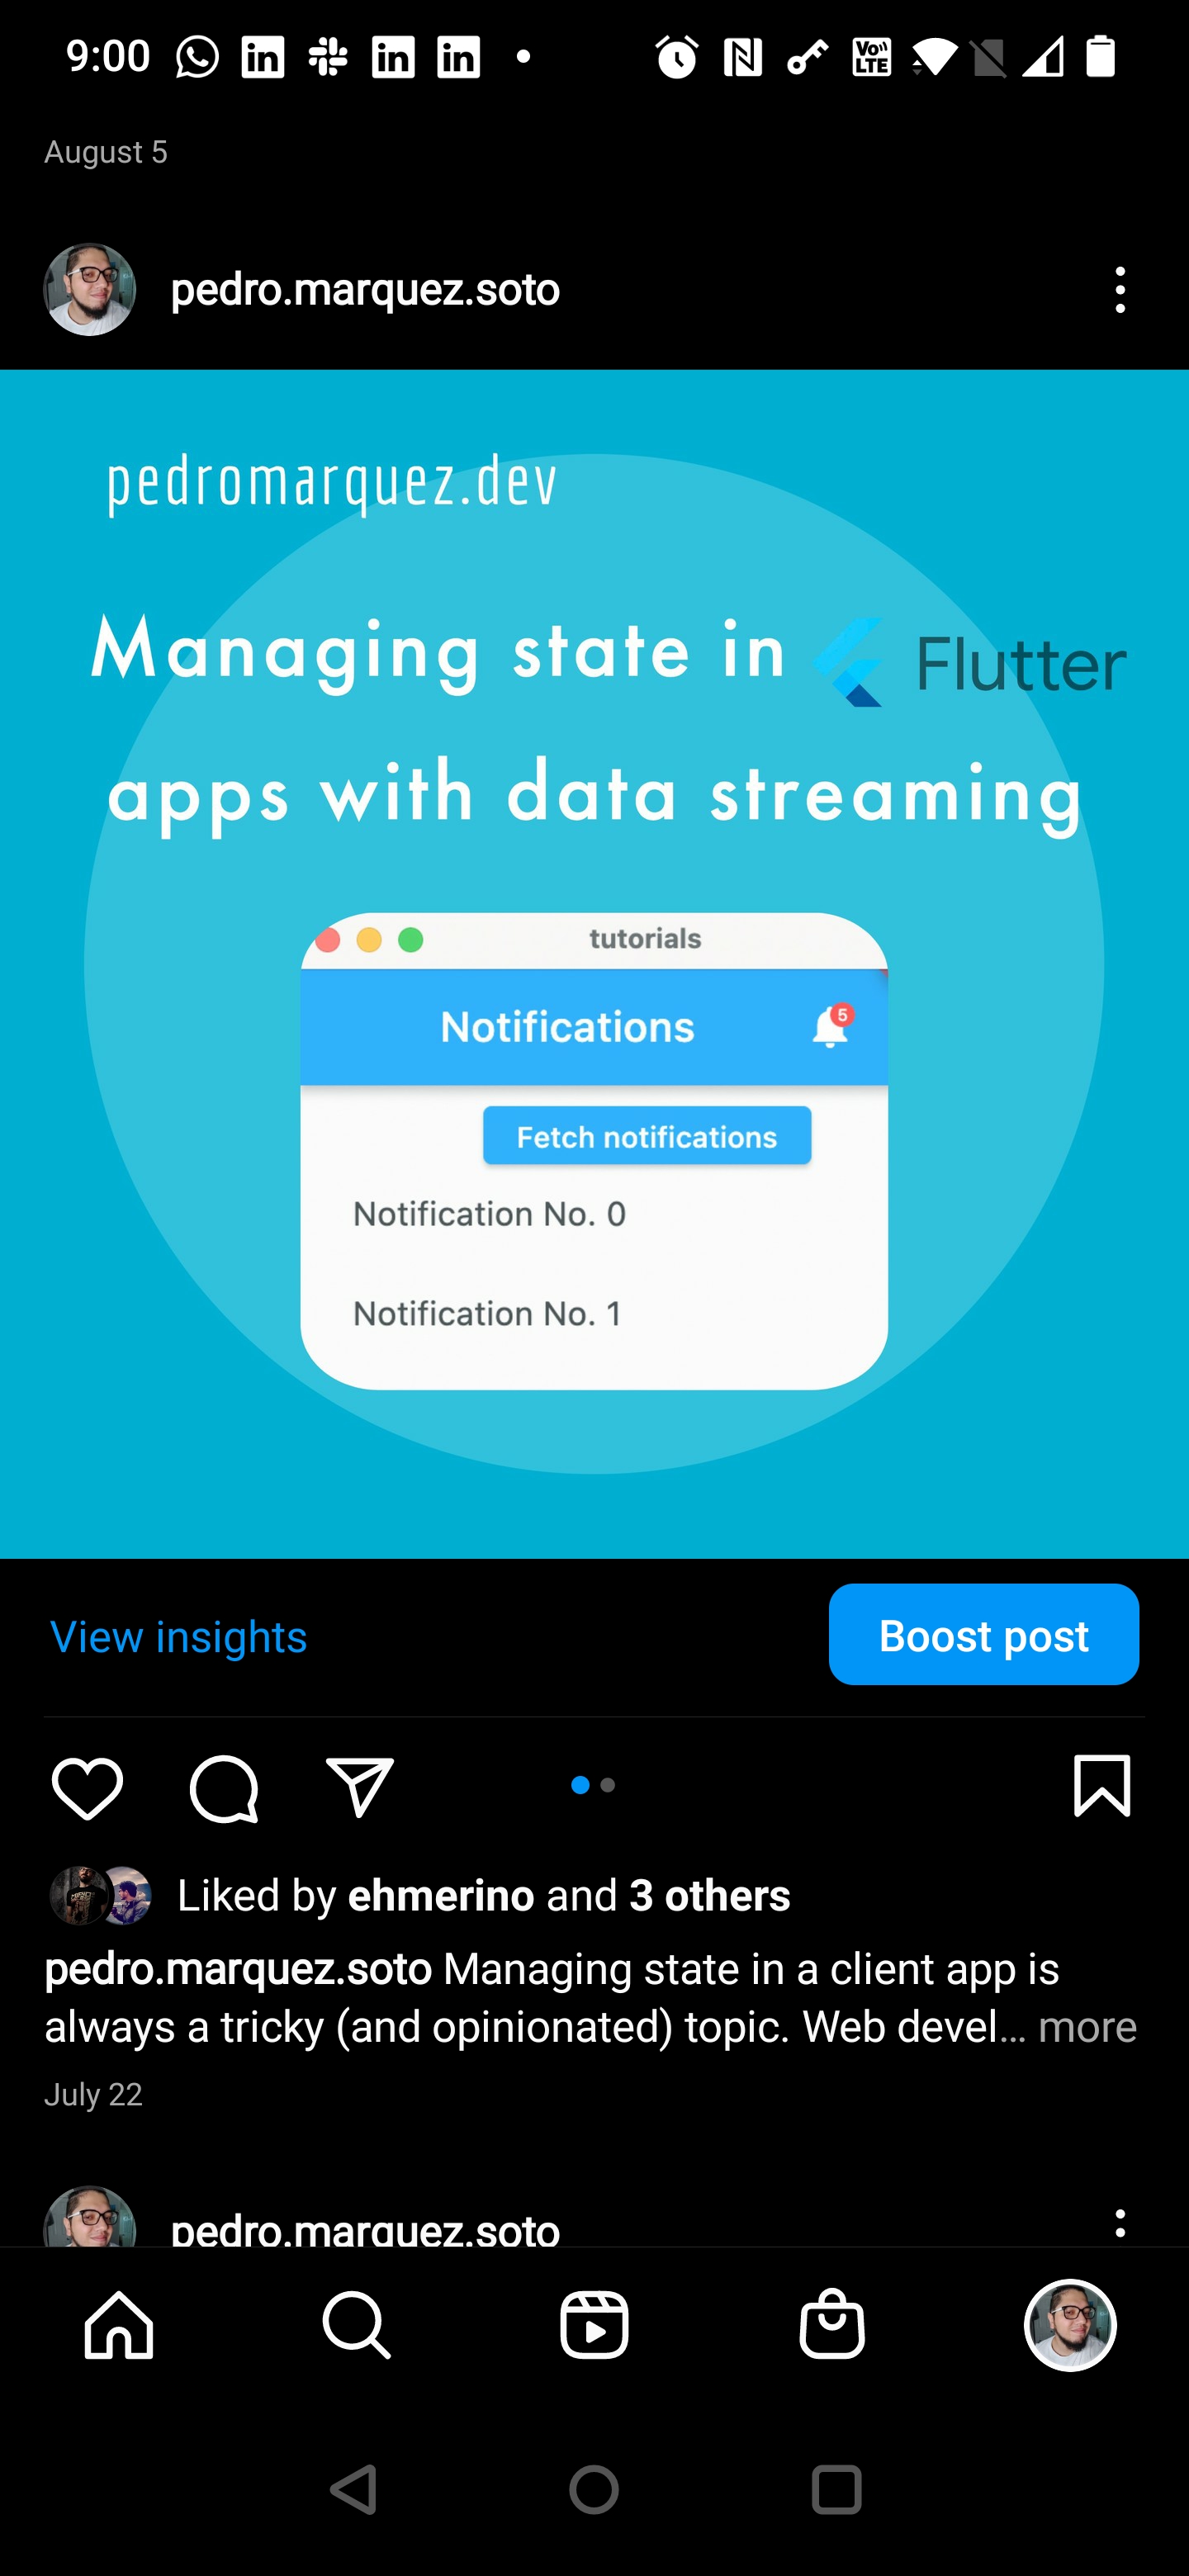 9:00
Vo)) LTE
August 5
pedro.marquez.soto
pedromarquez.dev
Managing state in Flutter
apps with data streaming
tutorials
Notifications 5
Fetch notifications
Notification No. 0
Notification No. 1
View insights Boost post
Liked by ehmerino and 3 others
pedro.marquez.soto Managing state in a client app is
always a tricky (and opinionated) topic. Web devel... more
July 22
pedro.marquez.soto